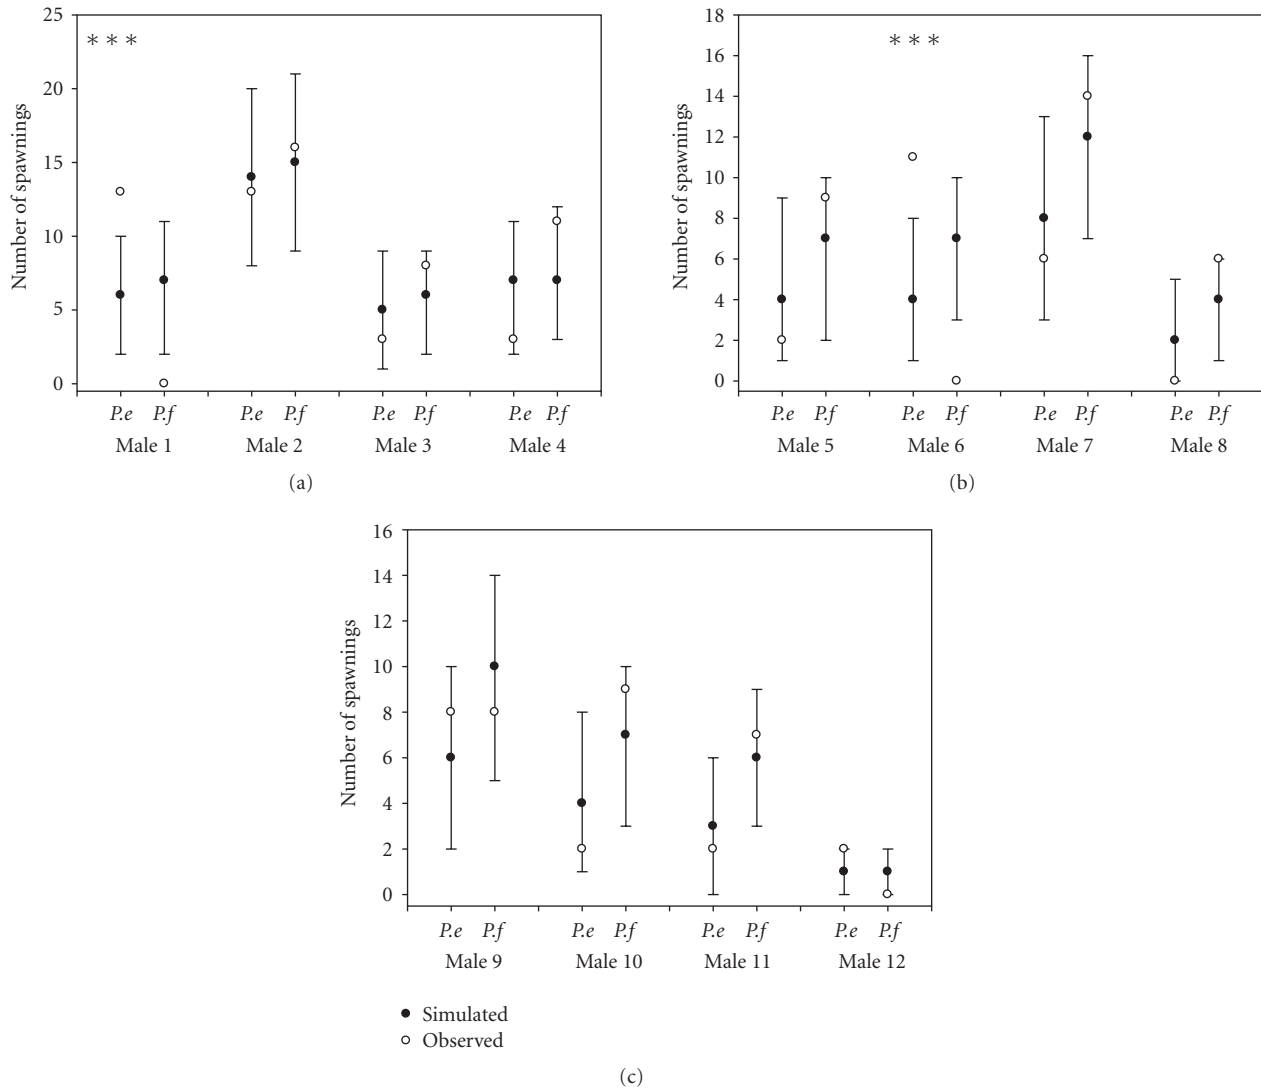 ∗∗∗
Number of spawnings
25
20
15
10
5
0
P.e P.f P.e P.f P.e P.f P.e P.f
Male 1 Male 2 Male 3 Male 4
(a)
∗∗∗
Number of spawnings
18
16
14
12
10
8
6
4
2
0
P.e P.f P.e P.f P.e P.f P.e P.f
Male 5 Male 6 Male 7 Male 8
(b)
Number of spawnings
16
14
12
10
8
6
4
2
0
P.e P.f P.e P.f P.e P.f P.e P.f
Male 9 Male 10 Male 11 Male 12
Simulated
Observed
(c)